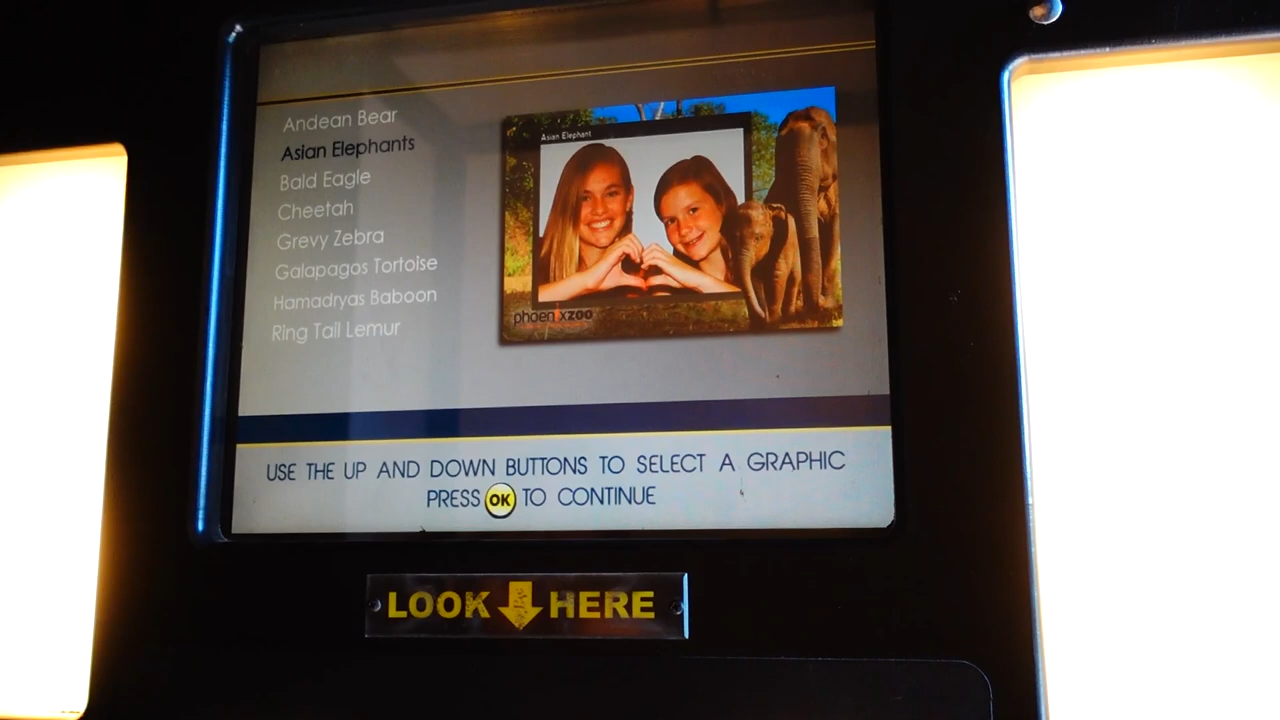 Andean Bear
Asian Elephants
Bald Eagle
Cheetah
Grevy Zebra
Galapagos Tortoise
Hamadryas Baboon
Ring Tail Lemur
Asian Elephant
phoenixzoo
USE THE UP AND DOWN BUTTONS TO SELECT A GRAPHIC
PRESS OK TO CONTINUE
LOOK HERE